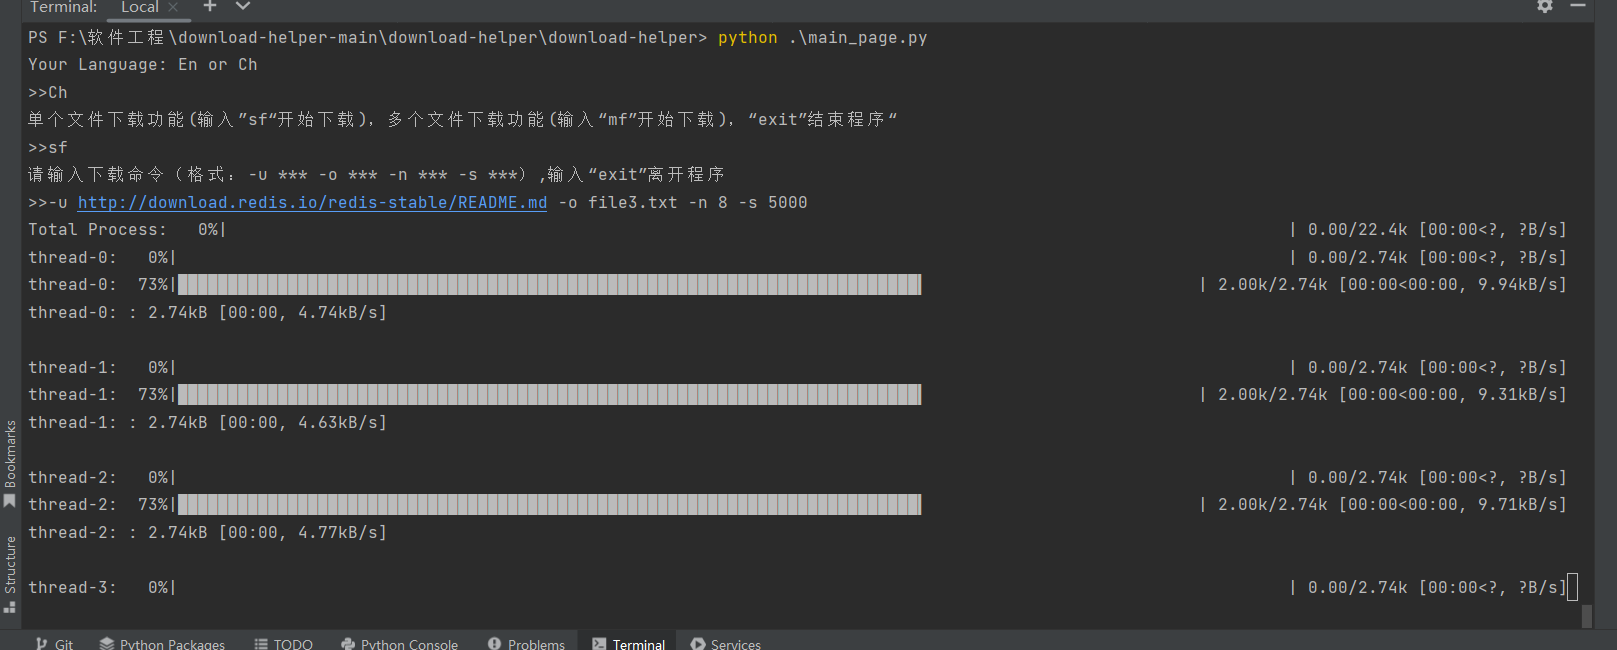 Terminal: Local
PS F:\软件工程\download-helper-main\download-helper\download-helper> python .\main_page.py
Your Language: En or Ch
>>Ch
单个文件下载功能(输入”sf“开始下载)，多个文件下载功能(输入“mf”开始下载)，“exit”结束程序“
>>sf
请输入下载命令（格式：-u *** -o *** -n *** -s ***）,输入“exit”离开程序
>>-u http://download.redis.io/redis-stable/README.md -o file3.txt -n 8 -s 5000
Total Process:   0%| | 0.00/22.4k [00:00<?, ?B/s]
thread-0:   0%| | 0.00/2.74k [00:00<?, ?B/s]
thread-0:  73%| | 2.00k/2.74k [00:00<00:00, 9.94kB/s]
thread-0: : 2.74kB [00:00, 4.74kB/s]
thread-1:   0%| | 0.00/2.74k [00:00<?, ?B/s]
thread-1:  73%| | 2.00k/2.74k [00:00<00:00, 9.31kB/s]
thread-1: : 2.74kB [00:00, 4.63kB/s]
thread-2:   0%| | 0.00/2.74k [00:00<?, ?B/s]
thread-2:  73%| | 2.00k/2.74k [00:00<00:00, 9.71kB/s]
thread-2: : 2.74kB [00:00, 4.77kB/s]
thread-3:   0%| | 0.00/2.74k [00:00<?, ?B/s]
Bookmarks
Structure
Git Python Packages TODO Python Console Problems Terminal Services